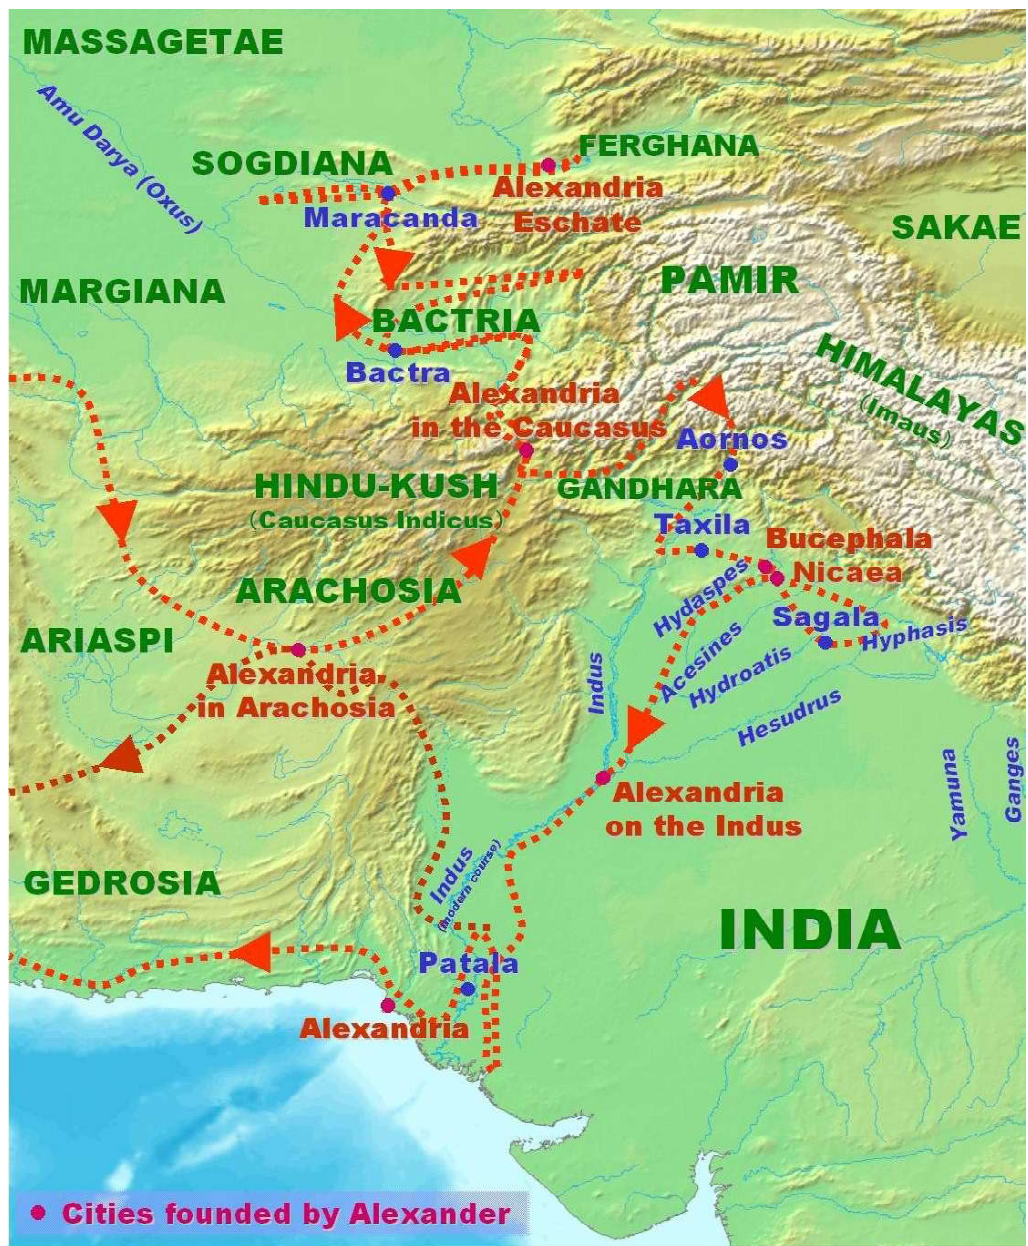 MASSAGETAE
Amu Darya (Oxus)
SOGDIANA
FERGHANA
Alexandria
Eschate
Maracanda
SAKAE
PAMIR
MARGIANA
BACTRIA
Bactra
HIMALAYAS
(Imaus)
Alexandria
in the Caucasus
Aornos
HINDU-KUSH
(Caucasus Indicus)
GANDHARA
Taxila
Bucephala
Nicaea
ARACHOSIA
Hydaspes
Sagala
ARIASPI
Hyphasis
Acesines
Hydroatis
Indus
Alexandria
in Arachosia
Hesudrus
Yamuna
Ganges
Alexandria
on the Indus
Indus
(modern course)
GEDROSIA
INDIA
Patala
Alexandria
Cities founded by Alexander